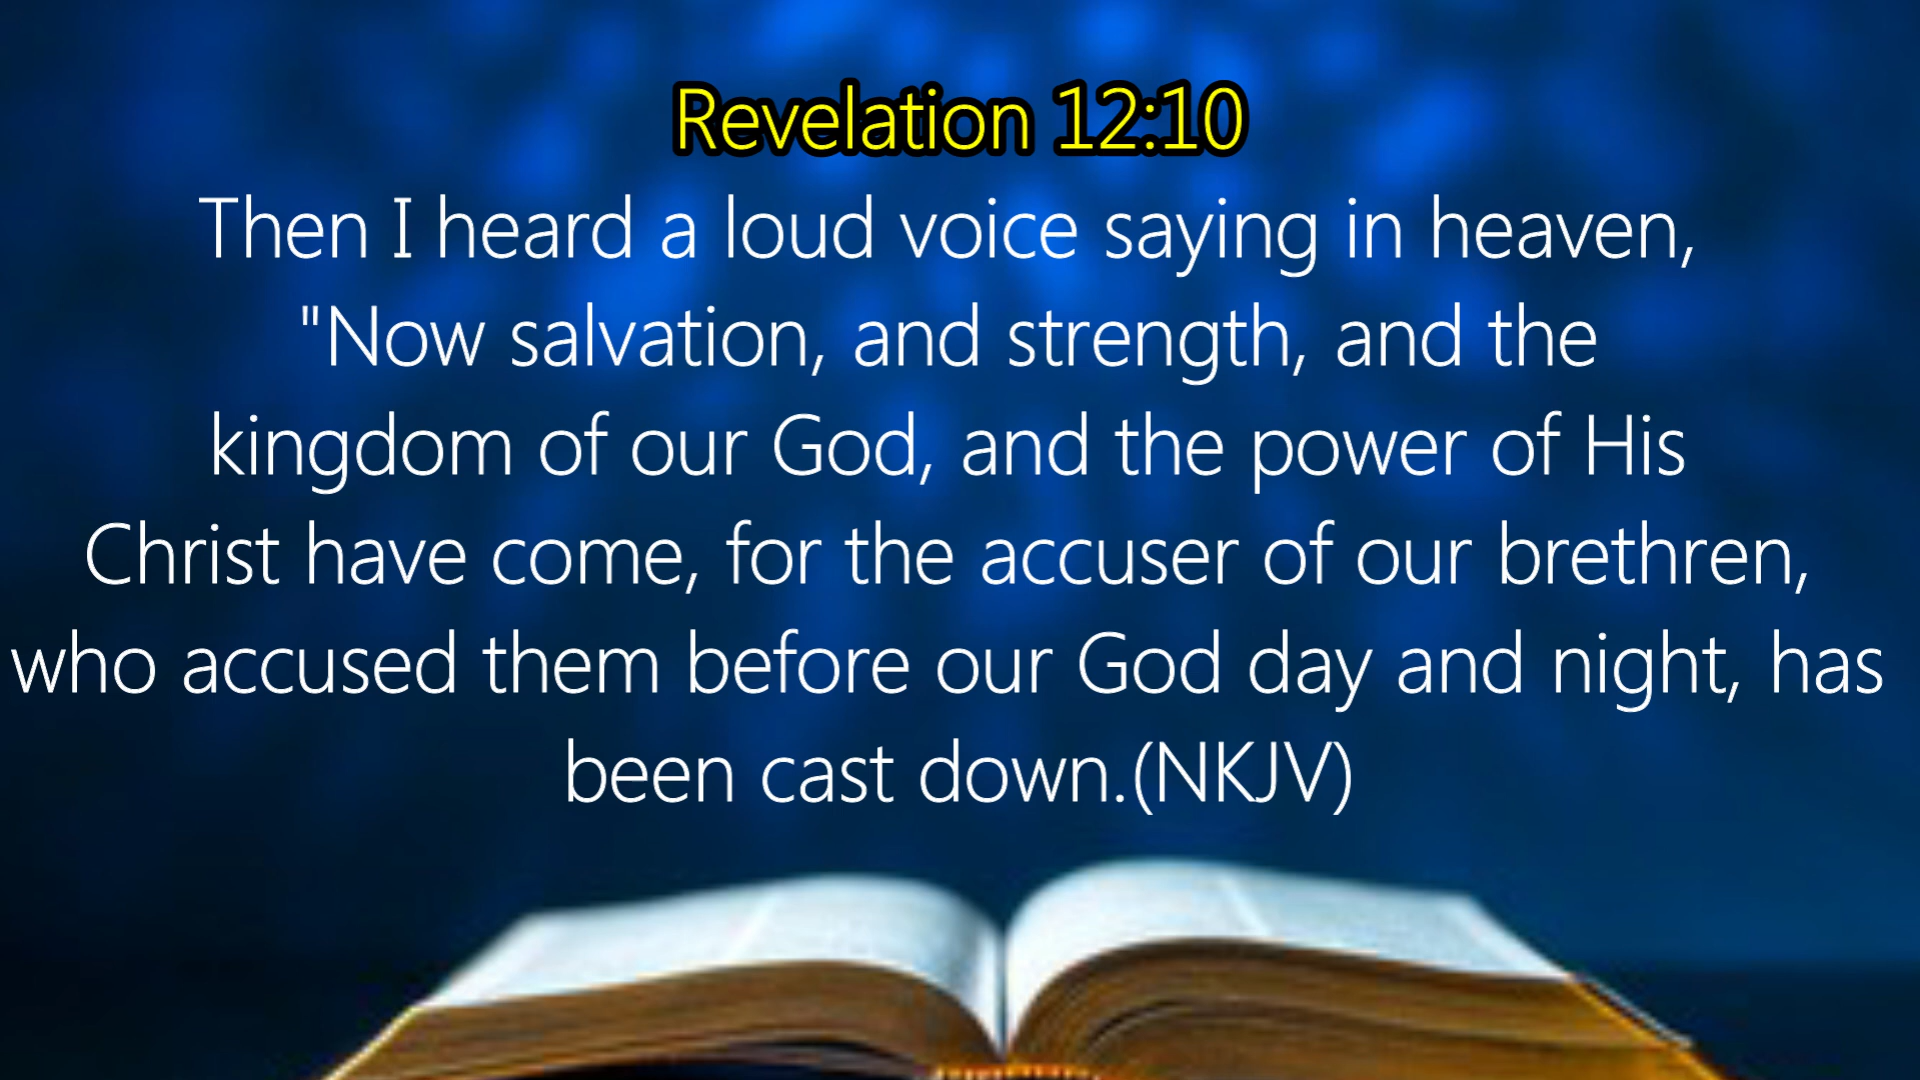 Revelation 12:10
Then I heard a loud voice saying in heaven,
"Now salvation, and strength, and the
kingdom of our God, and the power of His
Christ have come, for the accuser of our brethren,
who accused them before our God day and night, has
been cast down.(NKJV)